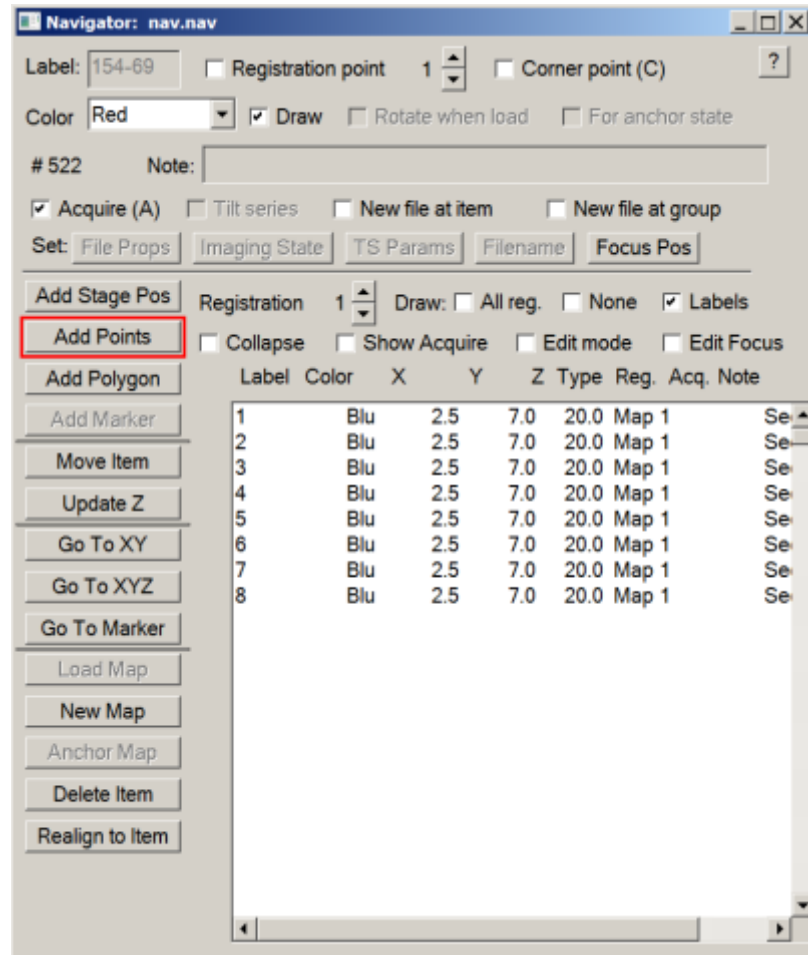 Navigator: nav.nav
Label: 154-69 Registration point 1 Corner point (C) ?
Color Red Draw Rotate when load For anchor state
# 522 Note:
Acquire (A) Tilt series New file at item New file at group
Set: File Props Imaging State TS Params Filename Focus Pos
Add Stage Pos Registration 1 Draw: All reg. None Labels
Add Points Collapse Show Acquire Edit mode Edit Focus
Add Polygon Label Color X Y Z Type Reg. Acq. Note
Add Marker
Move Item
Update Z
Go To XY
Go To XYZ
Go To Marker
Load Map
New Map
Anchor Map
Delete Item
Realign to Item
1 Blu 2.5 7.0 20.0 Map 1 Se
2 Blu 2.5 7.0 20.0 Map 1 Se
3 Blu 2.5 7.0 20.0 Map 1 Se
4 Blu 2.5 7.0 20.0 Map 1 Se
5 Blu 2.5 7.0 20.0 Map 1 Se
6 Blu 2.5 7.0 20.0 Map 1 Se
7 Blu 2.5 7.0 20.0 Map 1 Se
8 Blu 2.5 7.0 20.0 Map 1 Se